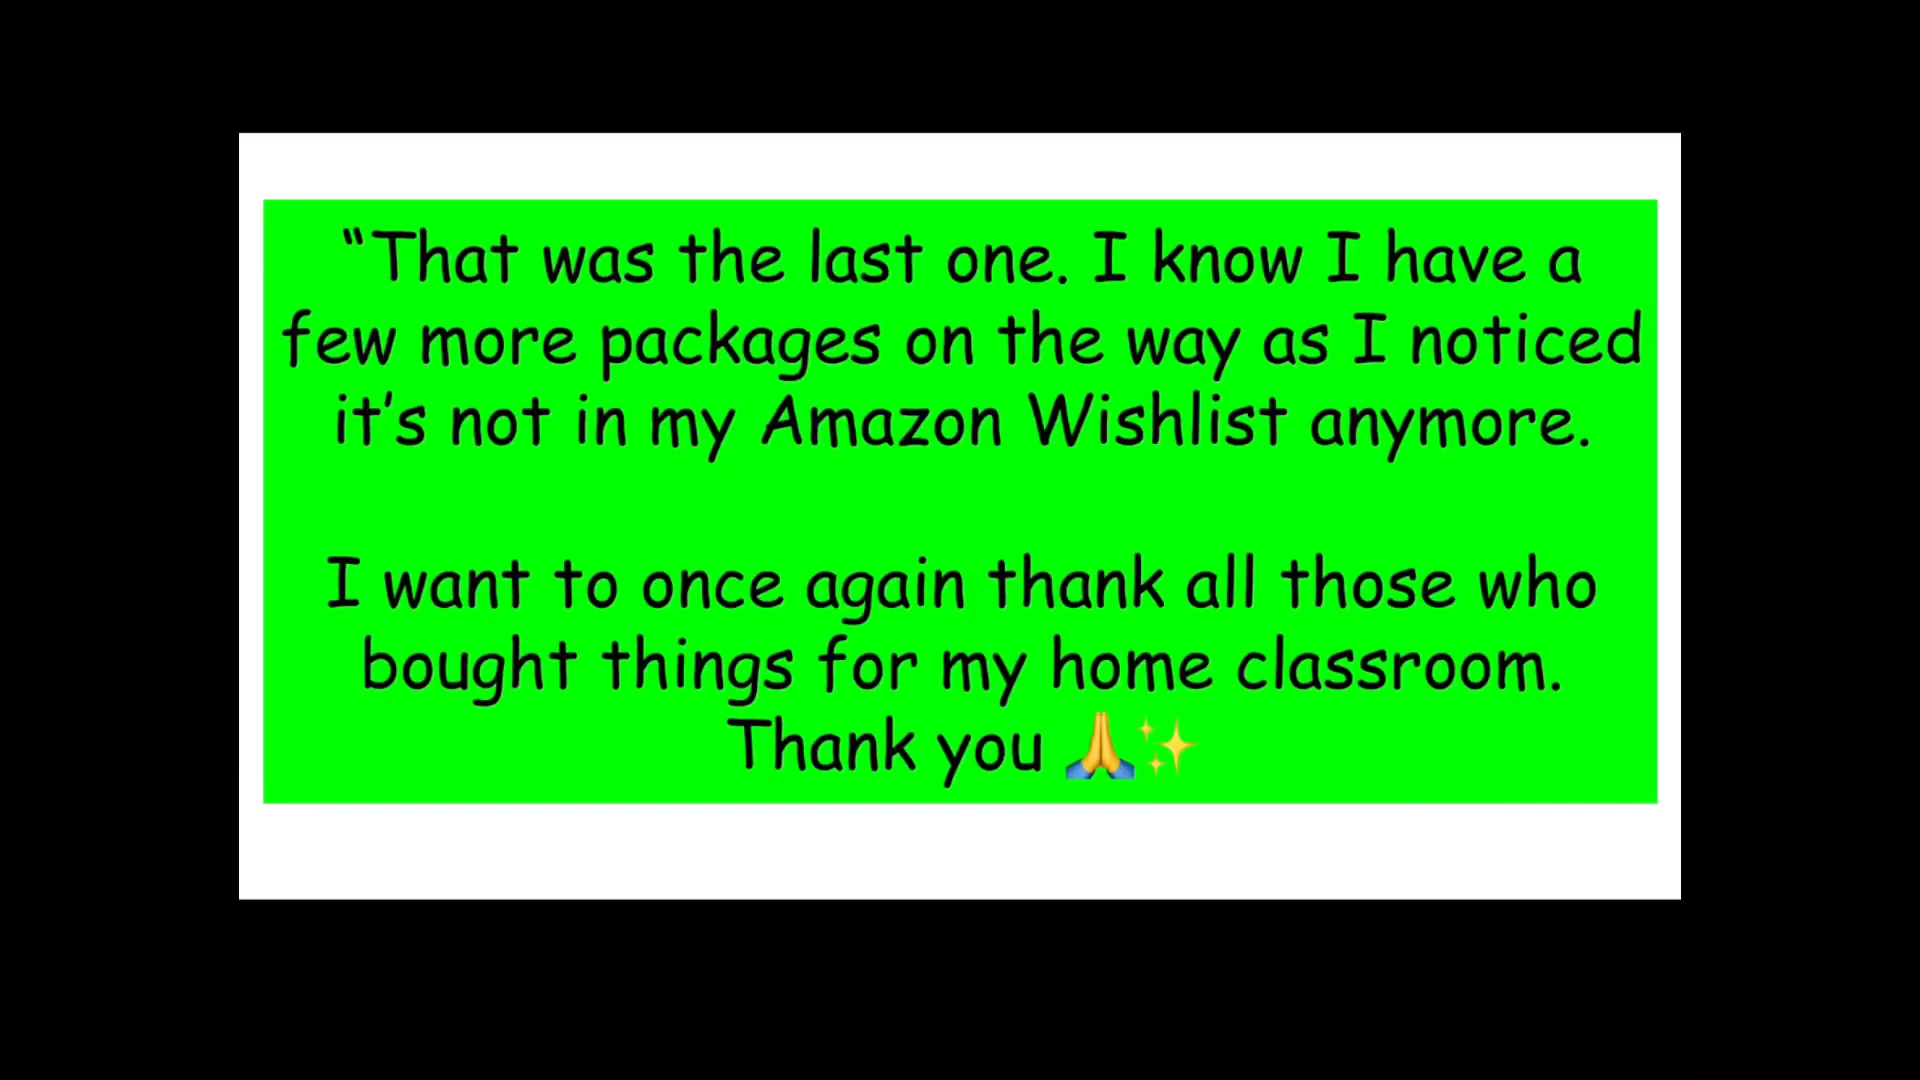 “That was the last one. I know I have a
few more packages on the way as I noticed
it’s not in my Amazon Wishlist anymore.
I want to once again thank all those who
bought things for my home classroom.
Thank you 🙏✨